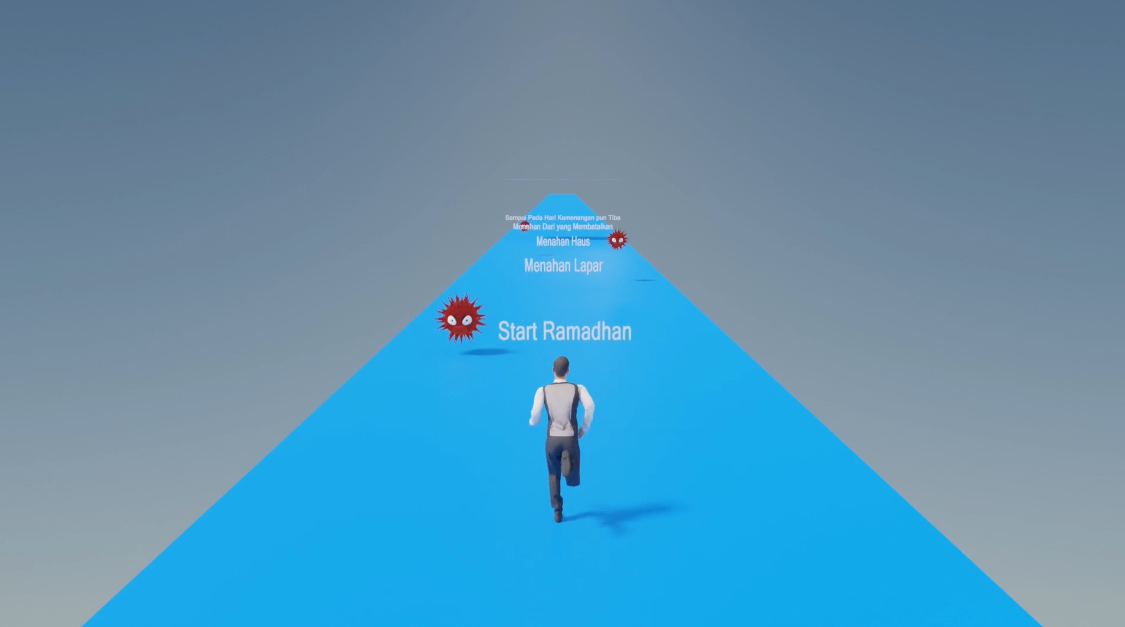 Sampai Pada Hari Kemenangan pun Tiba
Menahan Dari yang Membatalkan
Menahan Haus
Menahan Lapar
Start Ramadhan